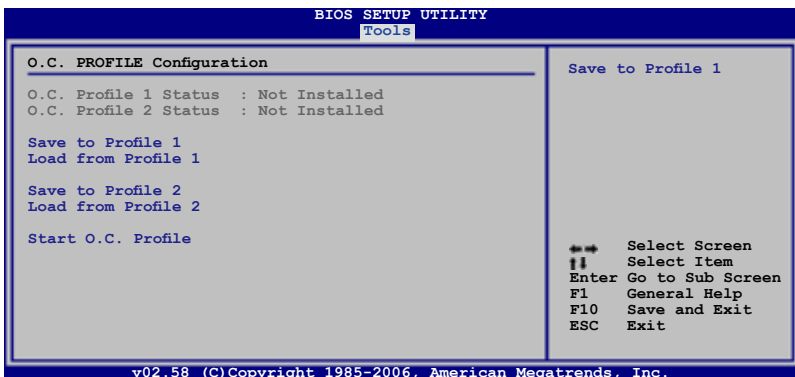 BIOS SETUP UTILITY
Tools
O.C. PROFILE Configuration
O.C. Profile 1 Status : Not Installed
O.C. Profile 2 Status : Not Installed
Save to Profile 1
Load from Profile 1
Save to Profile 2
Load from Profile 2
Start O.C. Profile
Save to Profile 1
Select Screen
Select Item
Enter Go to Sub Screen
F1 General Help
F10 Save and Exit
ESC Exit
v02.58 (C)Copyright 1985-2006, American Megatrends, Inc.